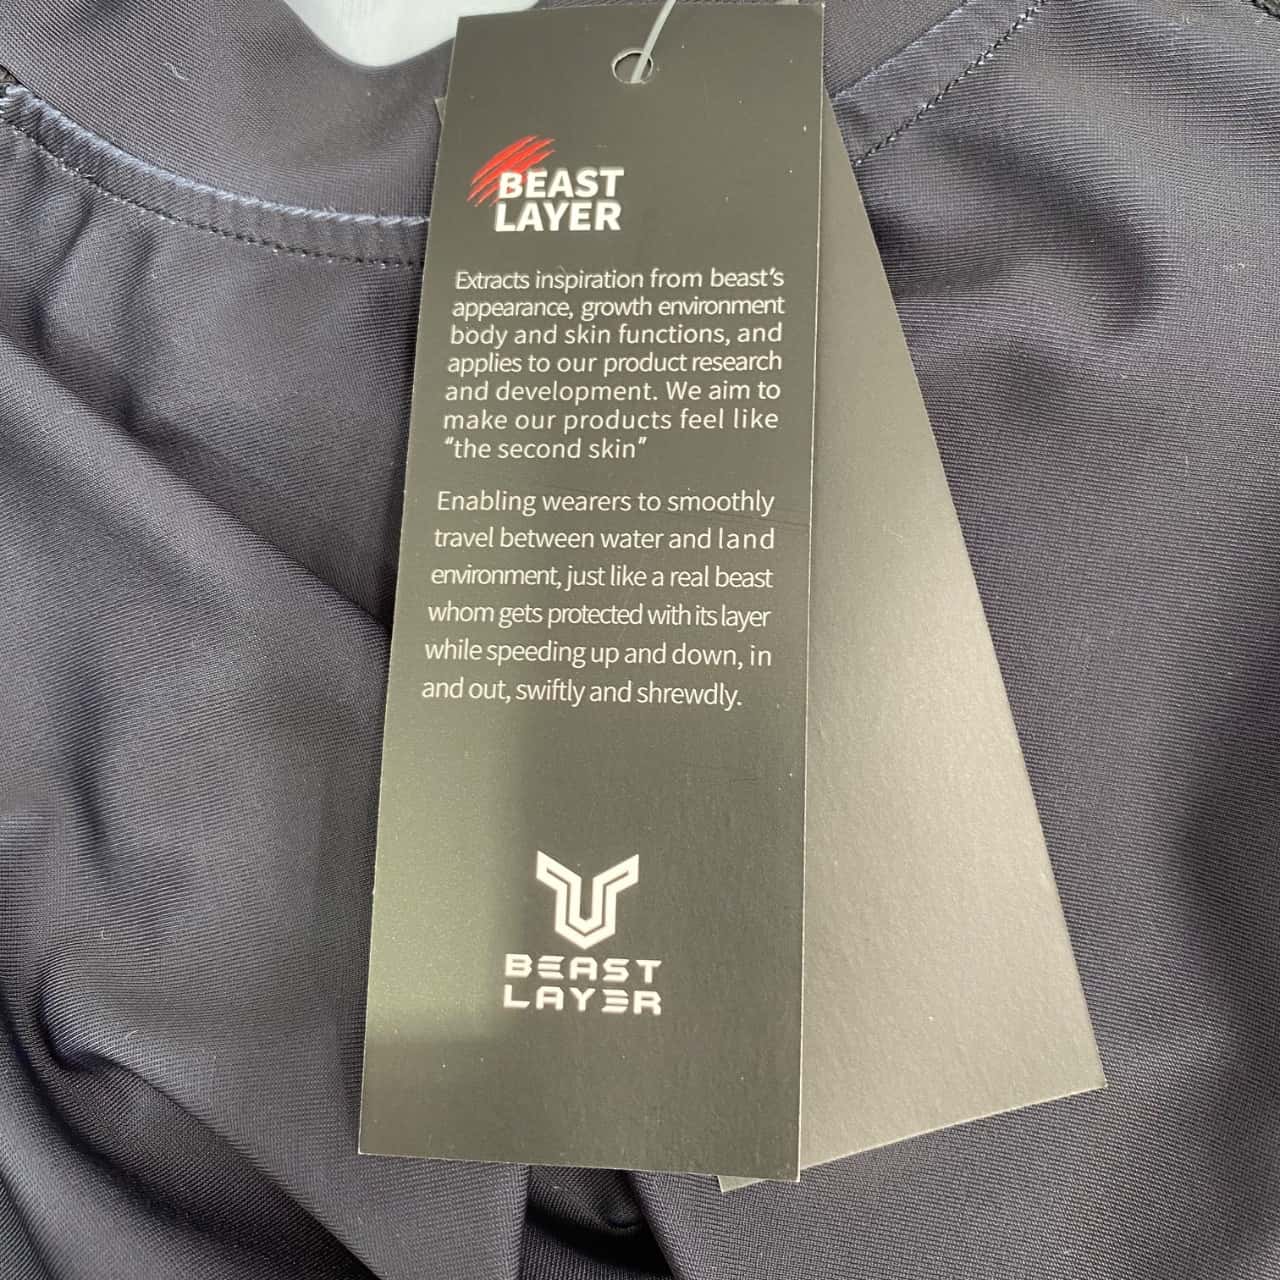 BEAST
LAYER
Extracts inspiration from beast's
appearance, growth environment
body and skin functions, and
applies to our product research
and development. We aim to
make our products feel like
"the second skin"
Enabling wearers to smoothly
travel between water and land
environment, just like a real beast
whom gets protected with its layer
while speeding up and down, in
and out, swiftly and shrewdly.
BEAST
LAYER